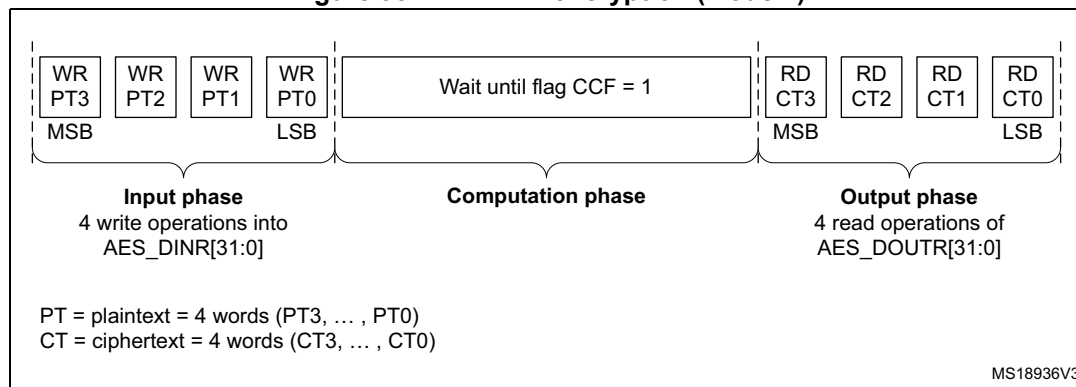 WR WR WR WR
PT3 PT2 PT1 PT0
Wait until flag CCF = 1
RD RD RD RD
CT3 CT2 CT1 CT0
MSB LSB
MSB LSB
Input phase
4 write operations into
AES_DINR[31:0]
Computation phase
Output phase
4 read operations of
AES_DOUTR[31:0]
PT = plaintext = 4 words (PT3, … , PT0)
CT = ciphertext = 4 words (CT3, … , CT0)
MS18936V3